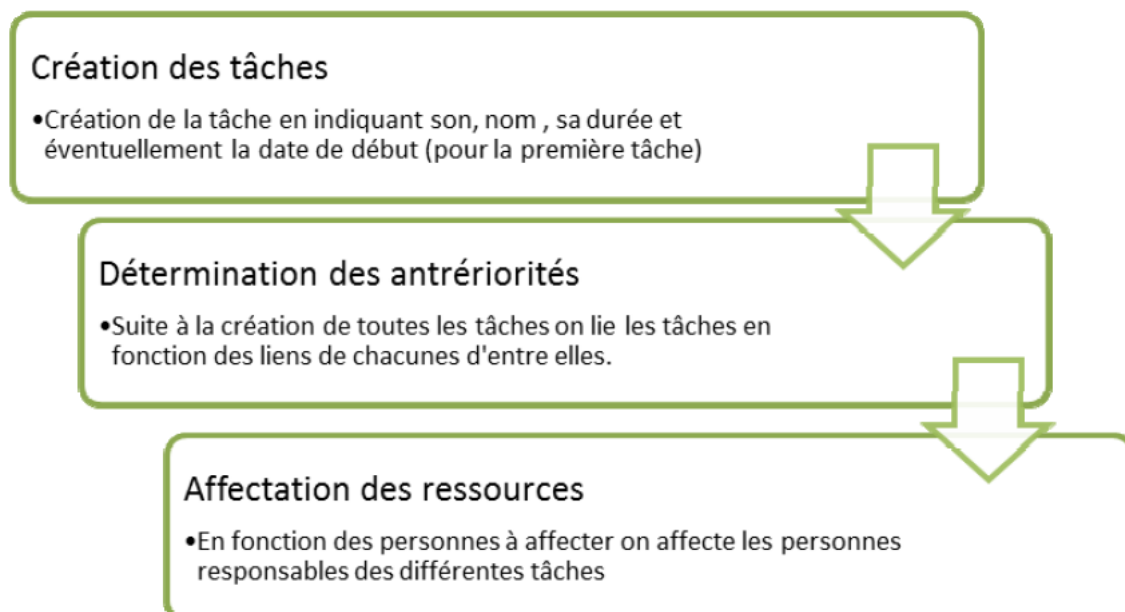 Création des tâches
•Création de la tâche en indiquant son, nom , sa durée et
éventuellement la date de début (pour la première tâche)
Détermination des antrériorités
•Suite à la création de toutes les tâches on lie les tâches en
fonction des liens de chacunes d'entre elles.
Affectation des ressources
•En fonction des personnes à affecter on affecte les personnes
responsables des différentes tâches